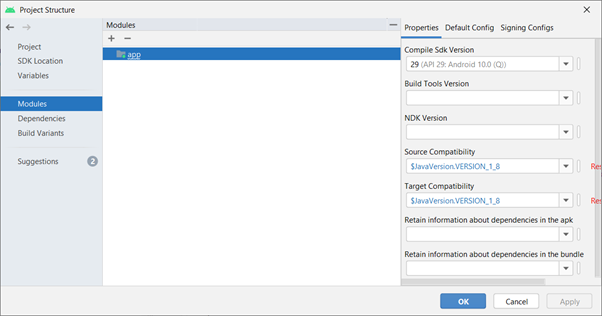 Project Structure
Modules
Properties Default Config Signing Configs
Project
SDK Location
Variables
Modules
Dependencies
Build Variants
Suggestions 2
app
Compile Sdk Version
29 (API 29: Android 10.0 (Q))
Build Tools Version
NDK Version
Source Compatibility
$JavaVersion.VERSION_1_8
Res
Target Compatibility
$JavaVersion.VERSION_1_8
Res
Retain information about dependencies in the apk
Retain information about dependencies in the bundle
OK Cancel Apply